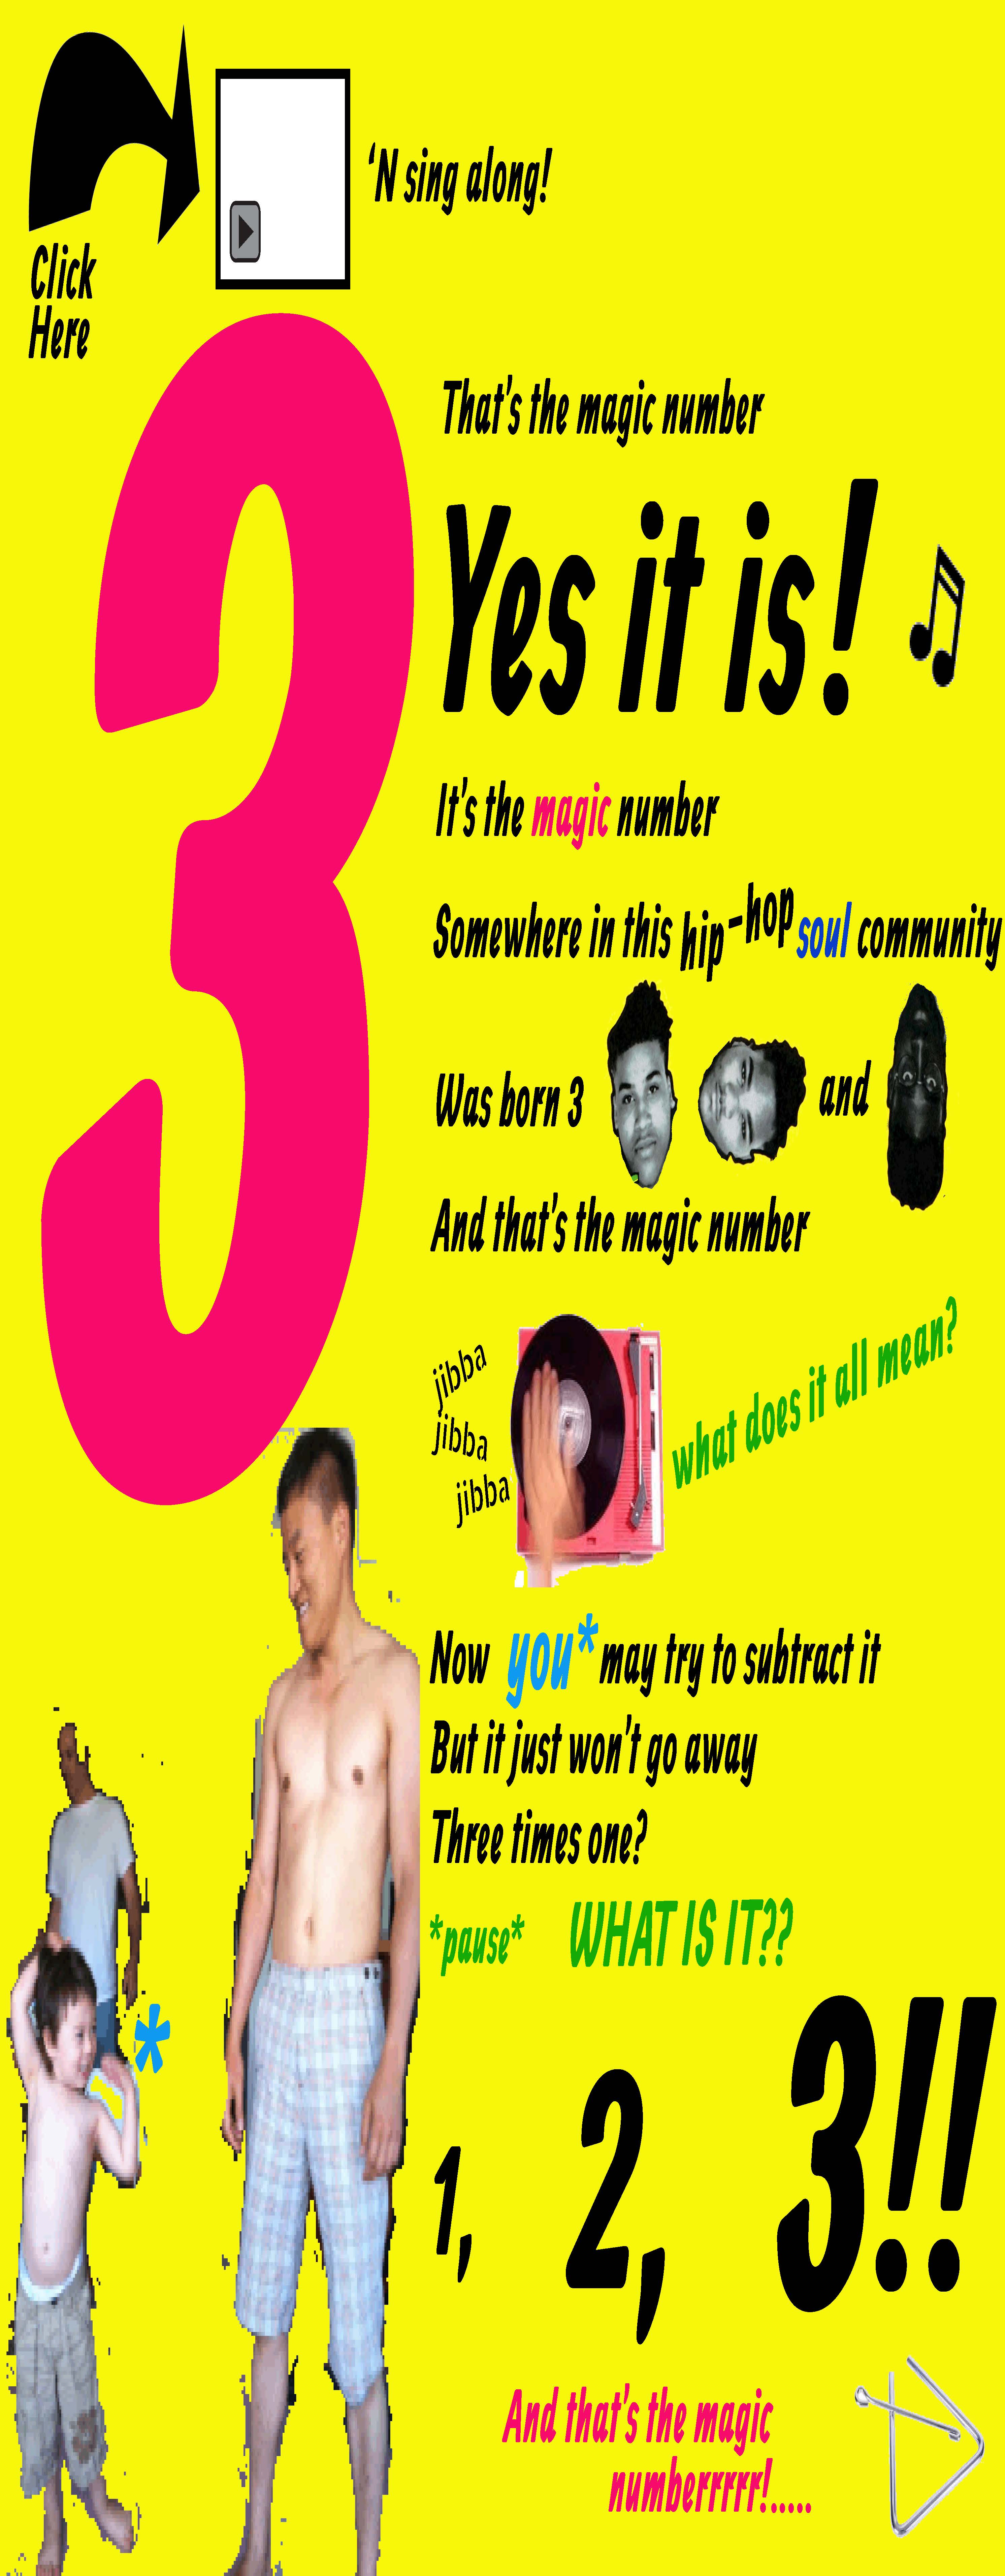 ‘N sing along!
Click
Here
3
That’s the magic number
Yes it is!
It’s the magic number
Somewhere in this hip-hop soul community
Was born 3 and
And that’s the magic number
jibba
jibba
jibba
what does it all mean?
Now you* may try to subtract it
But it just won’t go away
Three times one?
*pause* WHAT IS IT??
*
1, 2, 3!!
And that’s the magic
numberrrrr!.....